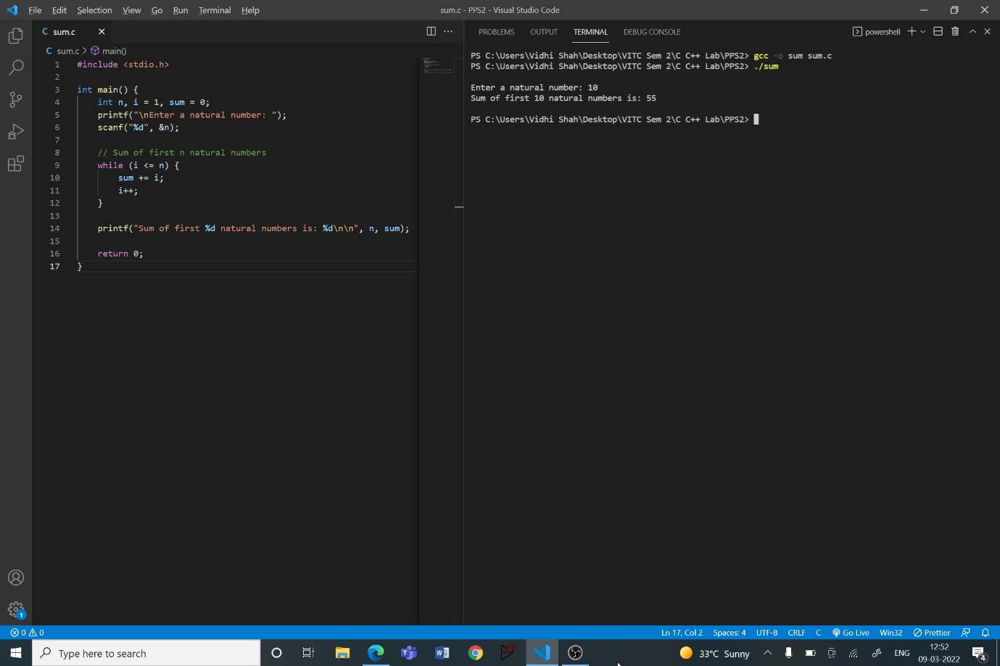 File Edit Selection View Go Run Terminal Help
sum.c - PPS2 - Visual Studio Code
C sum.c
C sum.c > main()
1 #include <stdio.h>
2
3 int main() {
4 int n, i = 1, sum = 0;
5 printf("\nEnter a natural number: ");
6 scanf("%d", &n);
7
8 // Sum of first n natural numbers
9 while (i <= n) {
10 sum += i;
11 i++;
12 }
13
14 printf("Sum of first %d natural numbers is: %d\n\n", n, sum);
15
16 return 0;
17 }
PROBLEMS OUTPUT TERMINAL DEBUG CONSOLE
powershell
PS C:\Users\Vidhi Shah\Desktop\VITC Sem 2\C C++ Lab\PPS2> gcc -o sum sum.c
PS C:\Users\Vidhi Shah\Desktop\VITC Sem 2\C C++ Lab\PPS2> ./sum
Enter a natural number: 10
Sum of first 10 natural numbers is: 55
PS C:\Users\Vidhi Shah\Desktop\VITC Sem 2\C C++ Lab\PPS2>
1
0 0
Ln 17, Col 2 Spaces: 4 UTF-8 CRLF C Go Live Win32 Prettier
Type here to search
33°C Sunny
ENG
12:52
09-03-2022
4